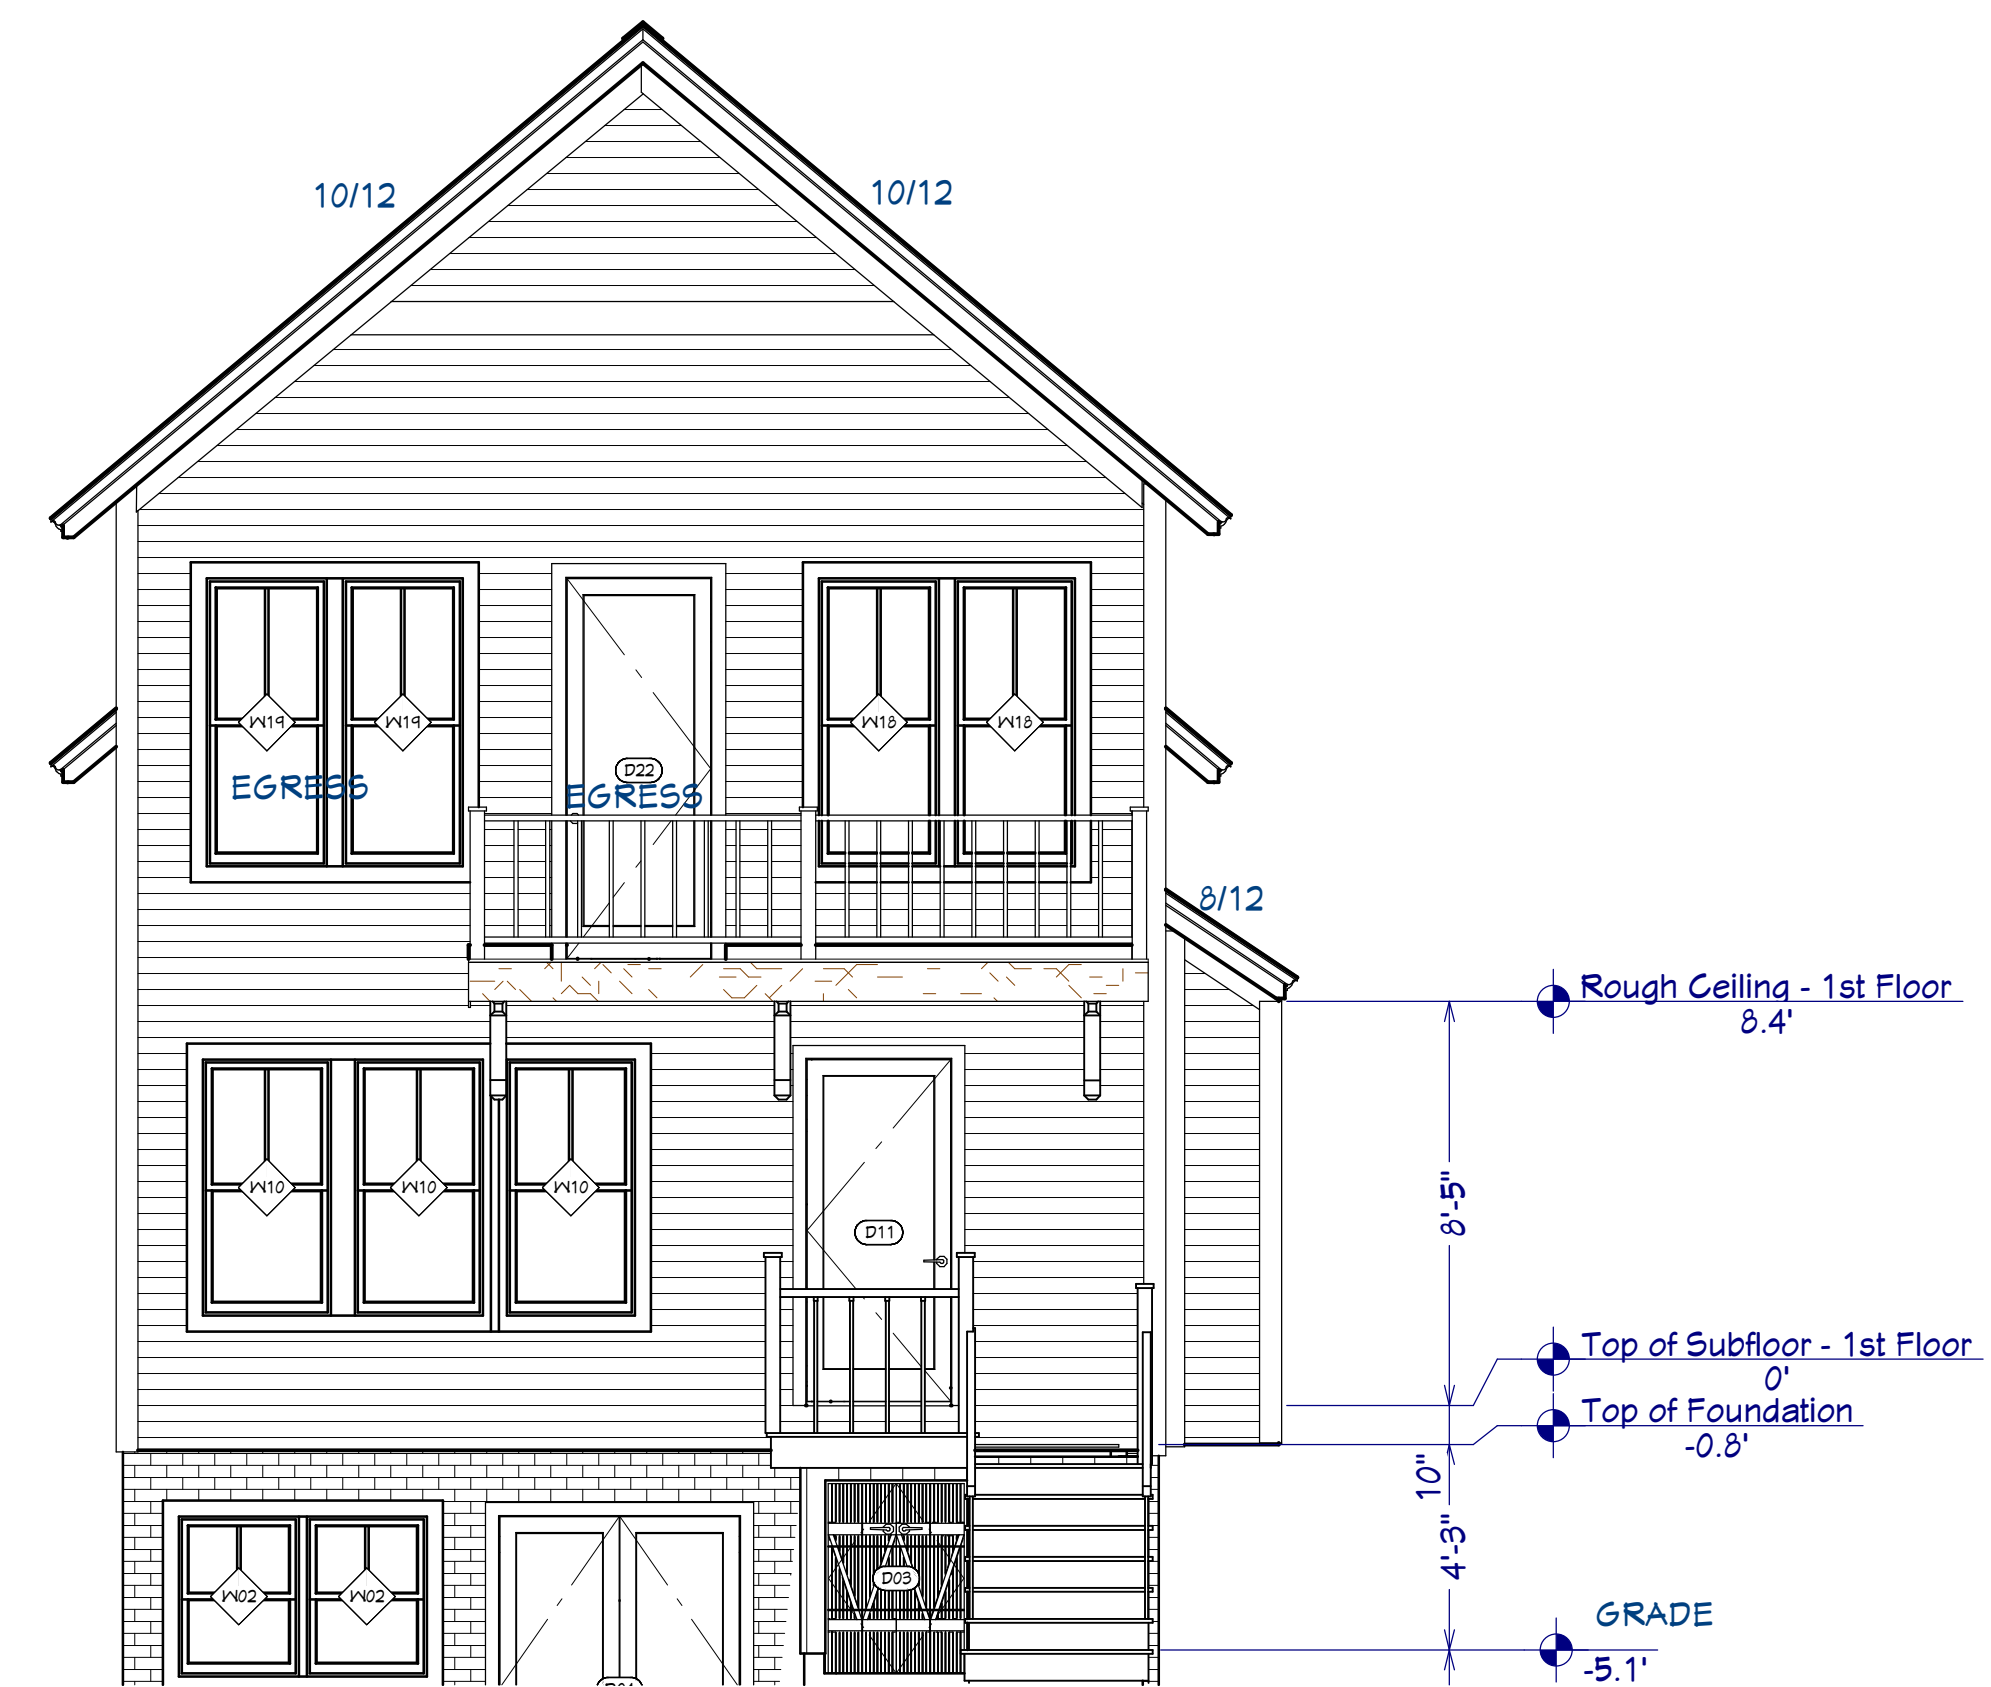 10/12
10/12
W19
W19
W18
W18
D22
EGRESS
EGRESS
8/12
Rough Ceiling - 1st Floor
8.4'
W10
W10
W10
D11
8'-5"
Top of Subfloor - 1st Floor
0'
Top of Foundation
-0.8'
10"
4'-3"
W02
W02
D03
GRADE
-5.1'